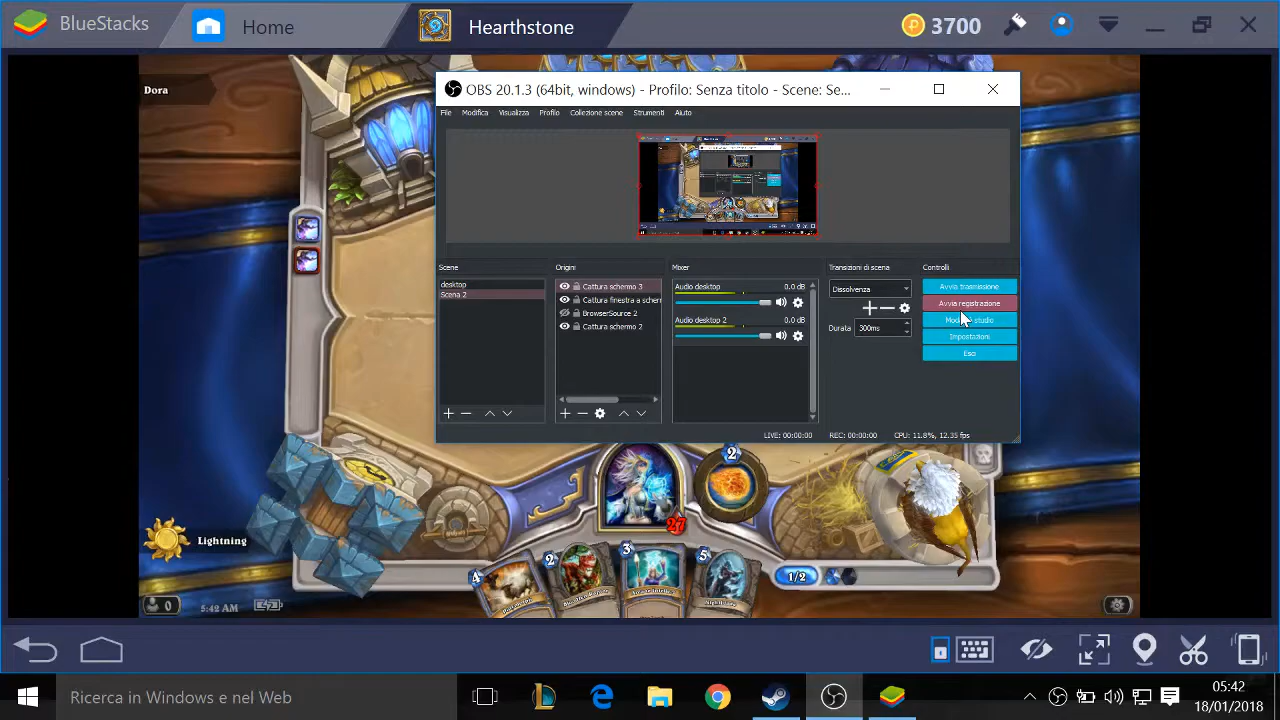 BlueStacks
Home
Hearthstone
3700
Dora
OBS 20.1.3 (64bit, windows) - Profilo: Senza titolo - Scene: Se...
File Modifica Visualizza Profilo Collezione scene Strumenti Aiuto
Scene
desktop
Scena 2
Origini
Cattura schermo 3
Cattura finestra a scherr
BrowserSource 2
Cattura schermo 2
Mixer
Audio desktop 0.0 dB
Audio desktop 2 0.0 dB
Transizioni di scena
Dissolvenza
Durata 300ms
Controlli
Avvia trasmissione
Avvia registrazione
studio
Impostazioni
Esci
LIVE: 00:00:00 REC: 00:00:00 CPU: 11.8%, 12.35 fps
2
27
Lightning
4
2
3
5
1/2
0
5:42 AM
Ricerca in Windows e nel Web
05:42
18/01/2018